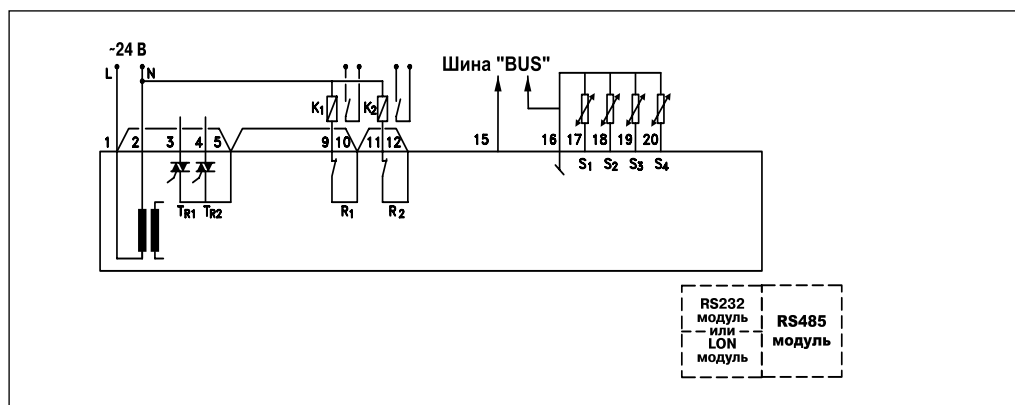 ~24 В
L N
Шина "BUS"
K1 K2
1 2 3 4 5 9 10 11 12 15 16 17 18 19 20
S1 S2 S3 S4
TR1 TR2 R1 R2
RS232
модуль
или
LON
модуль
RS485
модуль